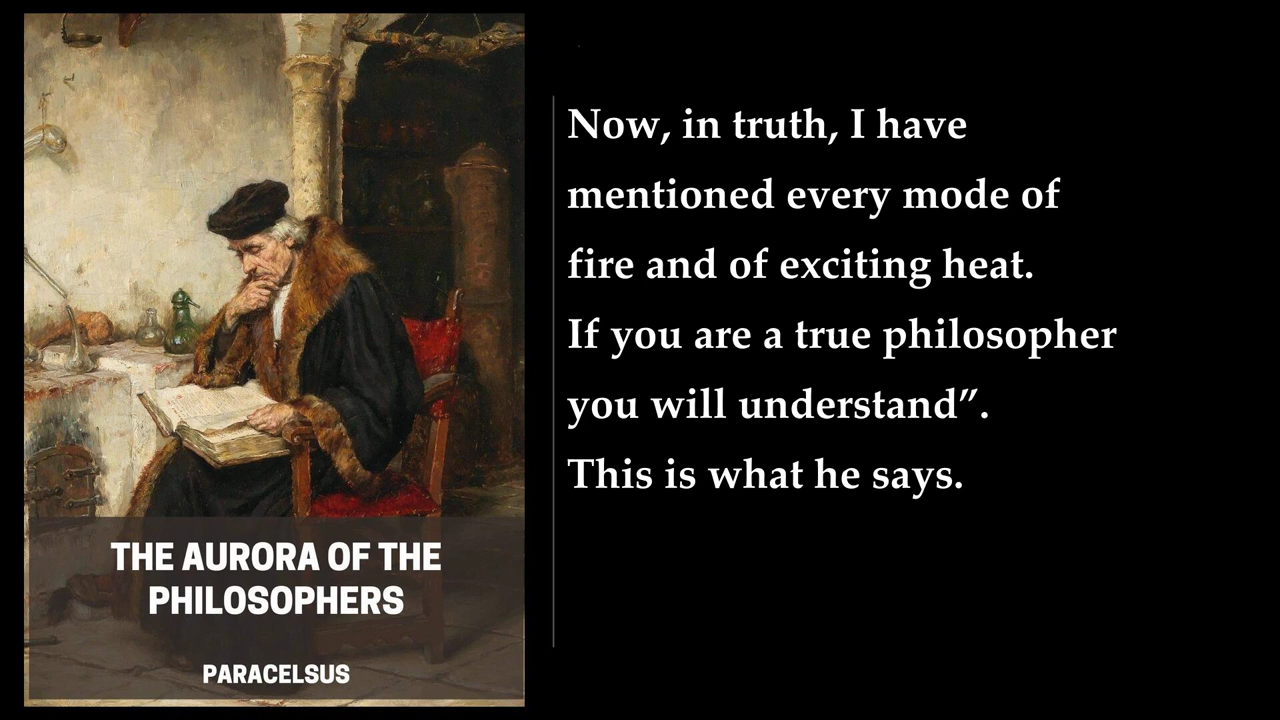 THE AURORA OF THE
PHILOSOPHERS
PARACELSUS
Now, in truth, I have
mentioned every mode of
fire and of exciting heat.
If you are a true philosopher
you will understand”.
This is what he says.